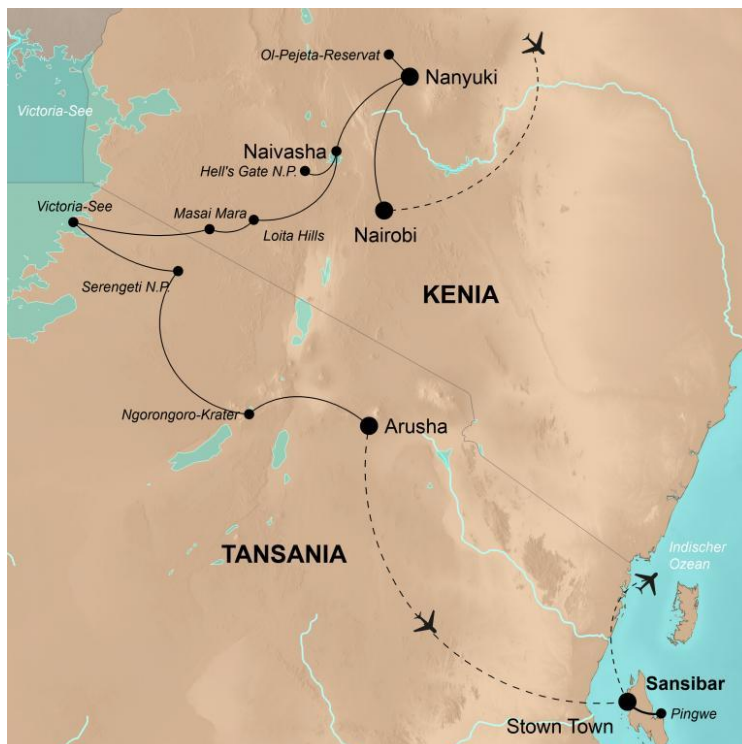 Ol-Pejeta-Reservat
Nanyuki
Victoria-See
Naivasha
Hell's Gate N.P.
Victoria-See
Masai Mara
Loita Hills
Nairobi
Serengeti N.P.
KENIA
Ngorongoro-Krater
Arusha
TANSANIA
Indischer
Ozean
Sansibar
Pingwe
Stown Town